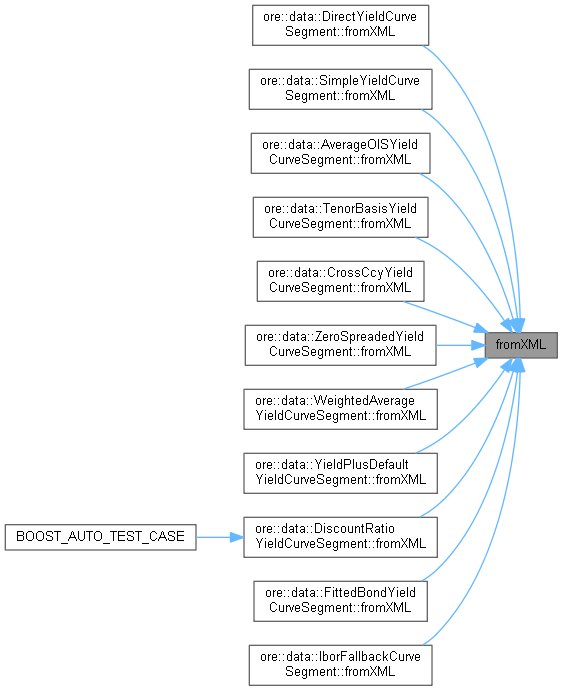 ore::data::DirectYieldCurve
Segment::fromXML
ore::data::SimpleYieldCurve
Segment::fromXML
ore::data::AverageOISYield
CurveSegment::fromXML
ore::data::TenorBasisYield
CurveSegment::fromXML
ore::data::CrossCcyYield
CurveSegment::fromXML
ore::data::ZeroSpreadedYield
CurveSegment::fromXML
fromXML
ore::data::WeightedAverage
YieldCurveSegment::fromXML
ore::data::YieldPlusDefault
YieldCurveSegment::fromXML
BOOST_AUTO_TEST_CASE
ore::data::DiscountRatio
YieldCurveSegment::fromXML
ore::data::FittedBondYield
CurveSegment::fromXML
ore::data::IborFallbackCurve
Segment::fromXML